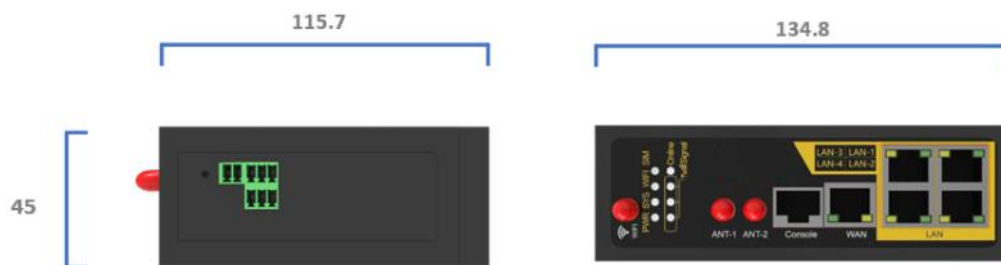 115.7
134.8
45
PWR SYS WIFI SIM
Online
Signal
LAN-3 LAN-1
LAN-4 LAN-2
WIFI
ANT-1 ANT-2 Console WAN LAN